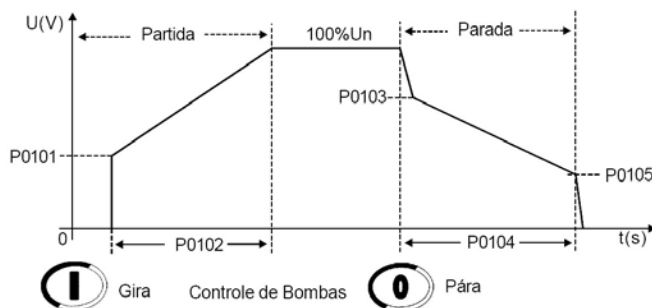 U(V)
Partida
100%Un
Parada
P0103
P0101
P0105
0
t(s)
P0102
P0104
I Gira
Controle de Bombas
0 Pára